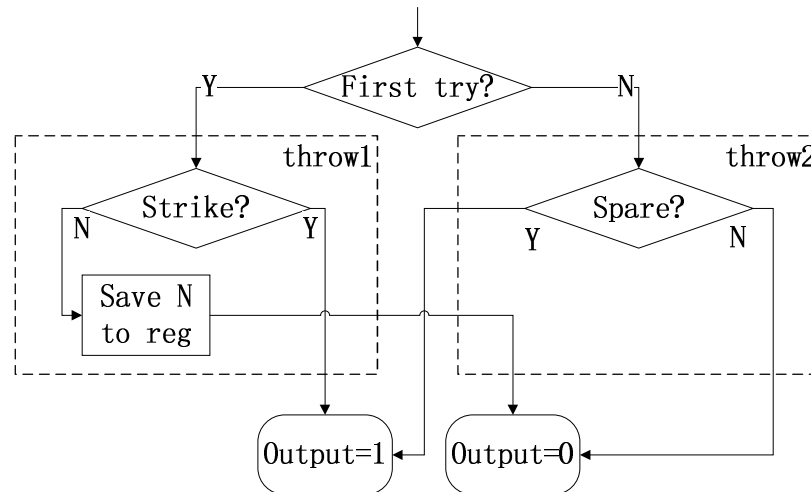 First try?
Y
N
throw1
throw2
Strike?
Spare?
N
Y
Y
N
Save N
to reg
Output=1
Output=0